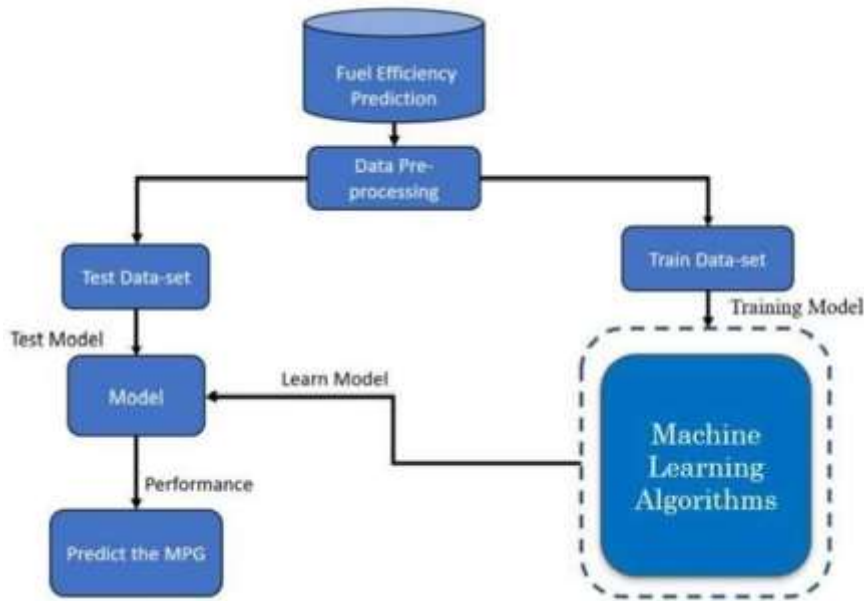 Fuel Efficiency
Prediction
Data Pre-
processing
Test Data-set
Train Data-set
Training Model
Test Model
Learn Model
Model
Machine
Learning
Algorithms
Performance
Predict the MPG